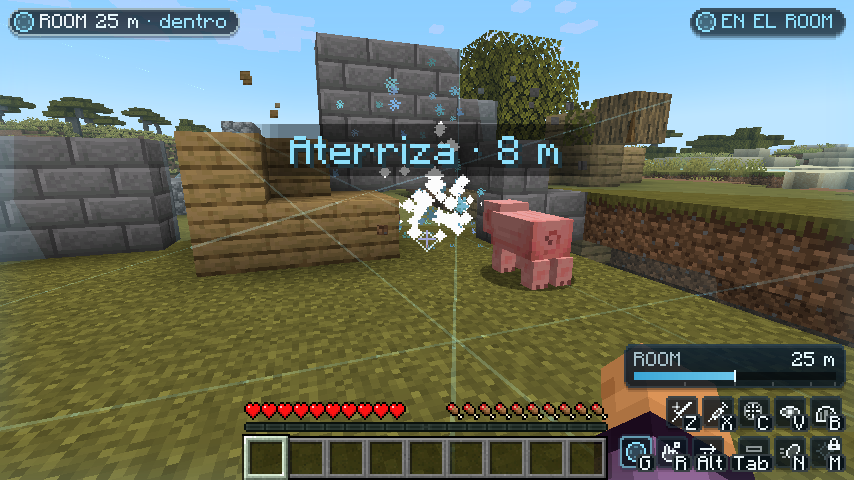 ROOM 25 m · dentro
EN EL ROOM
Aterriza · 8 m
ROOM 25 m
Z X C V B
G R Alt Tab N M